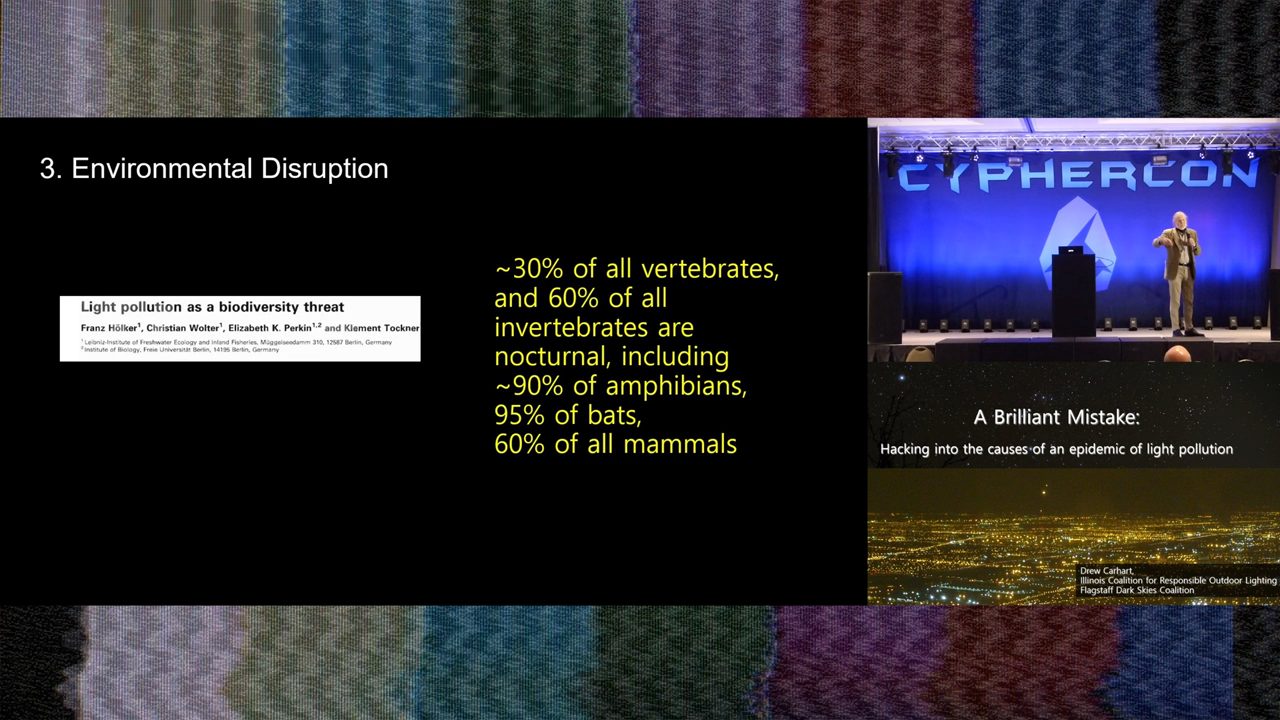 3. Environmental Disruption
Light pollution as a biodiversity threat
Franz Hölker1, Christian Wolter1, Elizabeth K. Perkin1,2 and Klement Tockner
1 Leibniz-Institute of Freshwater Ecology and Inland Fisheries, Müggelseedamm 310, 12587 Berlin, Germany
2 Institute of Biology, Freie Universität Berlin, 14195 Berlin, Germany
~30% of all vertebrates,
and 60% of all
invertebrates are
nocturnal, including
~90% of amphibians,
95% of bats,
60% of all mammals
CYPHERCON
A Brilliant Mistake:
Hacking into the causes of an epidemic of light pollution
Drew Carhart,
Illinois Coalition for Responsible Outdoor Lighting
Flagstaff Dark Skies Coalition